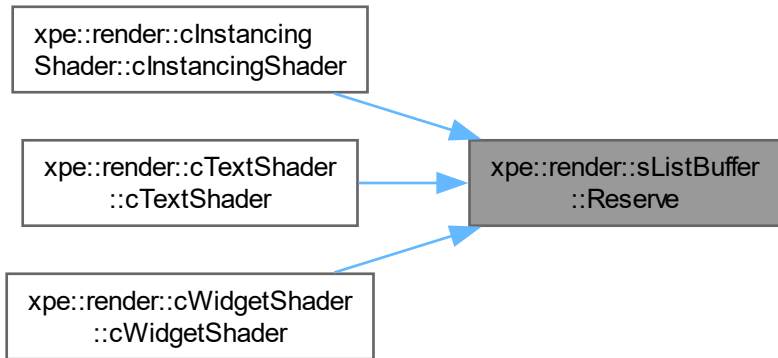 xpe::render::cInstancing
Shader::cInstancingShader
xpe::render::cTextShader
::cTextShader
xpe::render::sListBuffer
::Reserve
xpe::render::cWidgetShader
::cWidgetShader